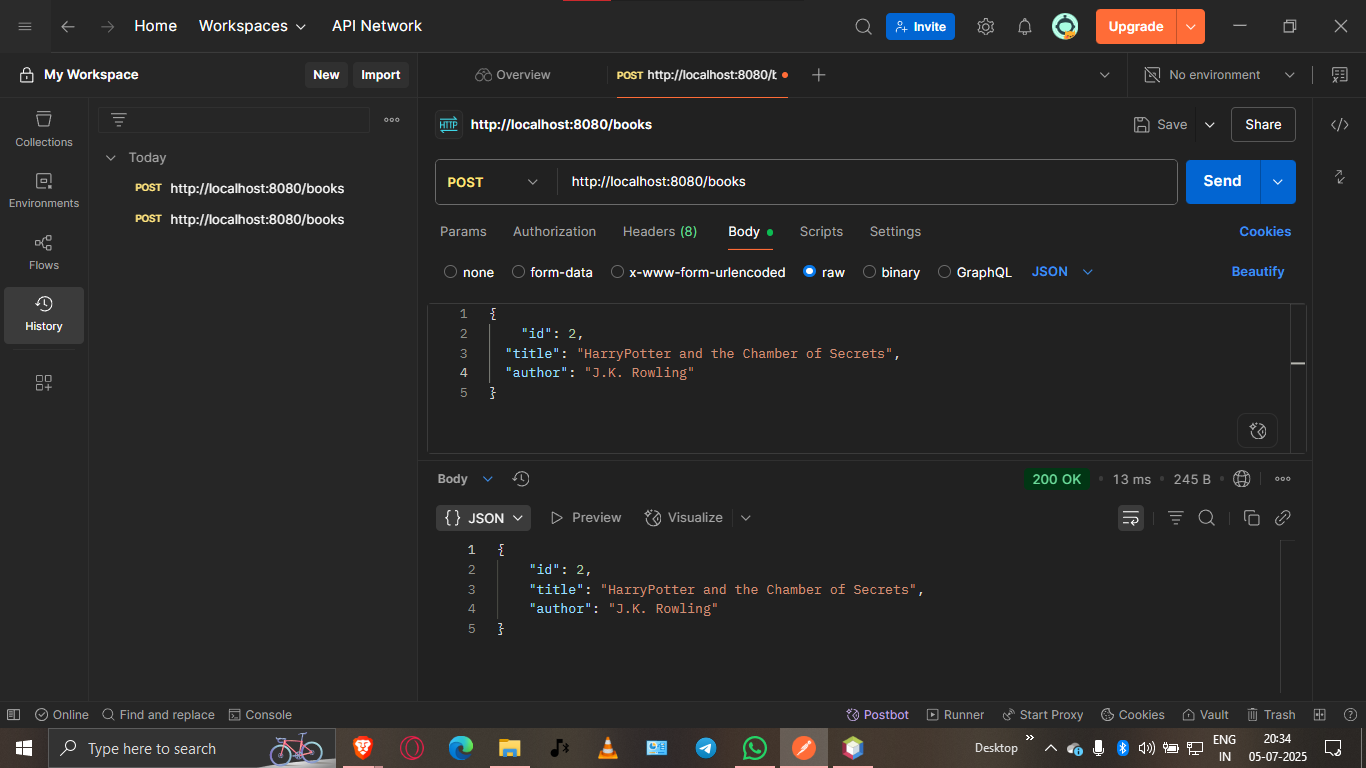 Home Workspaces API Network Invite Upgrade
My Workspace New Import Overview POST http://localhost:8080/b No environment
HTTP http://localhost:8080/books Save Share
Collections
Environments
Flows
History
Today
POST http://localhost:8080/books
POST http://localhost:8080/books
POST http://localhost:8080/books Send
Params Authorization Headers (8) Body Scripts Settings Cookies
none form-data x-www-form-urlencoded raw binary GraphQL JSON Beautify
1 {
2 "id": 2,
3 "title": "HarryPotter and the Chamber of Secrets",
4 "author": "J.K. Rowling"
5 }
Body 200 OK • 13 ms • 245 B •
{} JSON Preview Visualize
1 {
2 "id": 2,
3 "title": "HarryPotter and the Chamber of Secrets",
4 "author": "J.K. Rowling"
5 }
Online Find and replace Console Postbot Runner Start Proxy Cookies Vault Trash
Type here to search Desktop » ENG 20:34
IN 05-07-2025